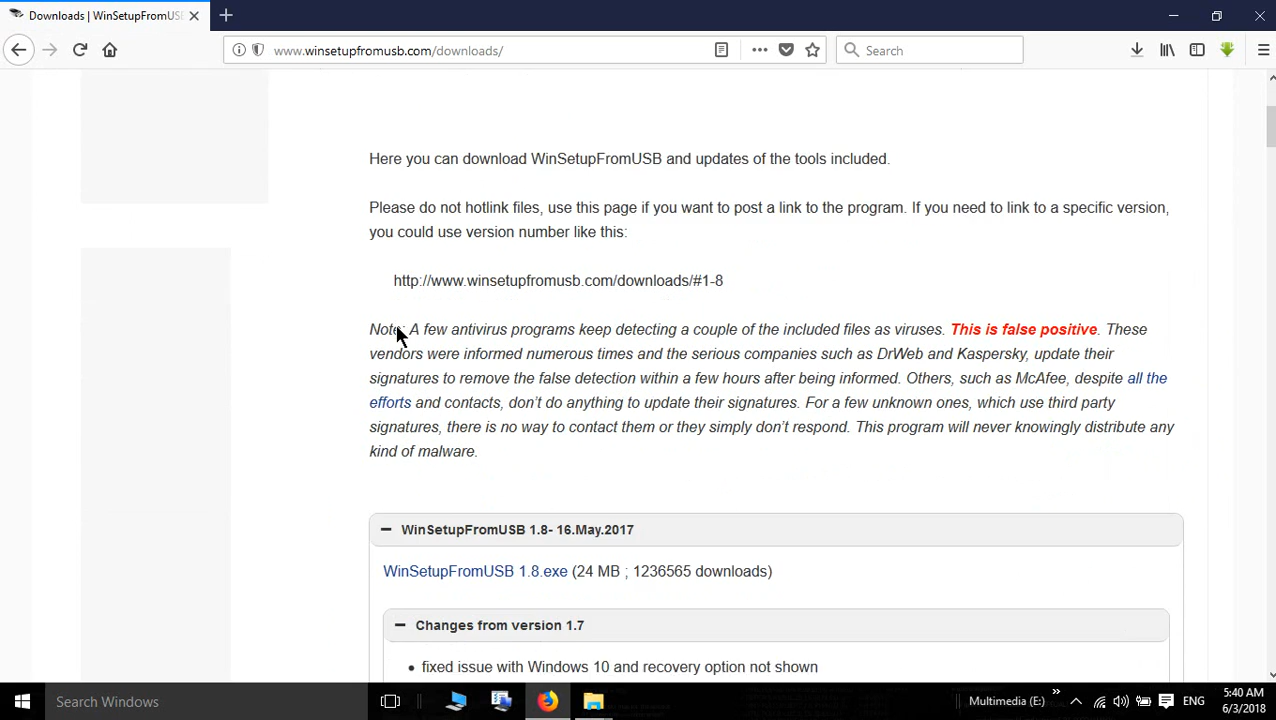 Downloads | WinSetupFromUSB
www.winsetupfromusb.com/downloads/
Search
Here you can download WinSetupFromUSB and updates of the tools included.
Please do not hotlink files, use this page if you want to post a link to the program. If you need to link to a specific version,
you could use version number like this:
http://www.winsetupfromusb.com/downloads/#1-8
Note: A few antivirus programs keep detecting a couple of the included files as viruses. This is false positive. These
vendors were informed numerous times and the serious companies such as DrWeb and Kaspersky, update their
signatures to remove the false detection within a few hours after being informed. Others, such as McAfee, despite all the
efforts and contacts, don't do anything to update their signatures. For a few unknown ones, which use third party
signatures, there is no way to contact them or they simply don't respond. This program will never knowingly distribute any
kind of malware.
WinSetupFromUSB 1.8- 16.May.2017
WinSetupFromUSB 1.8.exe (24 MB ; 1236565 downloads)
Changes from version 1.7
• fixed issue with Windows 10 and recovery option not shown
Search Windows
Multimedia (E:)
ENG
5:40 AM
6/3/2018